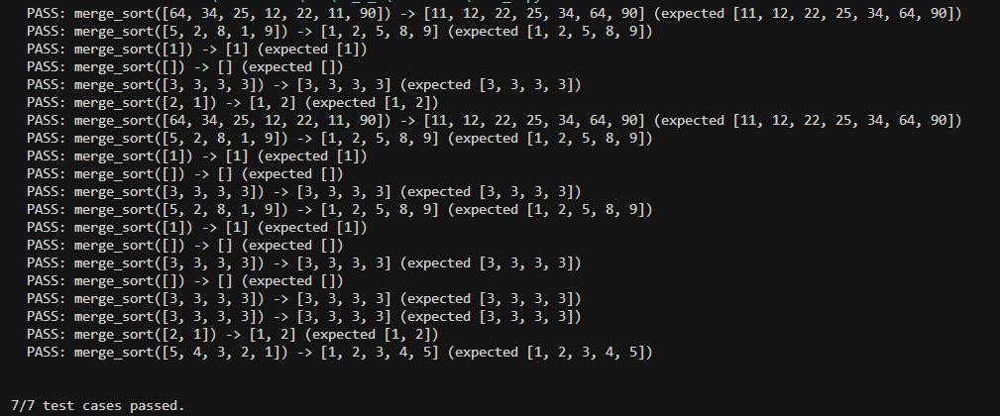 PASS: merge_sort([64, 34, 25, 12, 22, 11, 90]) -> [11, 12, 22, 25, 34, 64, 90] (expected [11, 12, 22, 25, 34, 64, 90])
PASS: merge_sort([5, 2, 8, 1, 9]) -> [1, 2, 5, 8, 9] (expected [1, 2, 5, 8, 9])
PASS: merge_sort([1]) -> [1] (expected [1])
PASS: merge_sort([]) -> [] (expected [])
PASS: merge_sort([3, 3, 3, 3]) -> [3, 3, 3, 3] (expected [3, 3, 3, 3])
PASS: merge_sort([2, 1]) -> [1, 2] (expected [1, 2])
PASS: merge_sort([64, 34, 25, 12, 22, 11, 90]) -> [11, 12, 22, 25, 34, 64, 90] (expected [11, 12, 22, 25, 34, 64, 90])
PASS: merge_sort([5, 2, 8, 1, 9]) -> [1, 2, 5, 8, 9] (expected [1, 2, 5, 8, 9])
PASS: merge_sort([1]) -> [1] (expected [1])
PASS: merge_sort([]) -> [] (expected [])
PASS: merge_sort([3, 3, 3, 3]) -> [3, 3, 3, 3] (expected [3, 3, 3, 3])
PASS: merge_sort([5, 2, 8, 1, 9]) -> [1, 2, 5, 8, 9] (expected [1, 2, 5, 8, 9])
PASS: merge_sort([1]) -> [1] (expected [1])
PASS: merge_sort([]) -> [] (expected [])
PASS: merge_sort([3, 3, 3, 3]) -> [3, 3, 3, 3] (expected [3, 3, 3, 3])
PASS: merge_sort([]) -> [] (expected [])
PASS: merge_sort([3, 3, 3, 3]) -> [3, 3, 3, 3] (expected [3, 3, 3, 3])
PASS: merge_sort([3, 3, 3, 3]) -> [3, 3, 3, 3] (expected [3, 3, 3, 3])
PASS: merge_sort([2, 1]) -> [1, 2] (expected [1, 2])
PASS: merge_sort([5, 4, 3, 2, 1]) -> [1, 2, 3, 4, 5] (expected [1, 2, 3, 4, 5])
7/7 test cases passed.